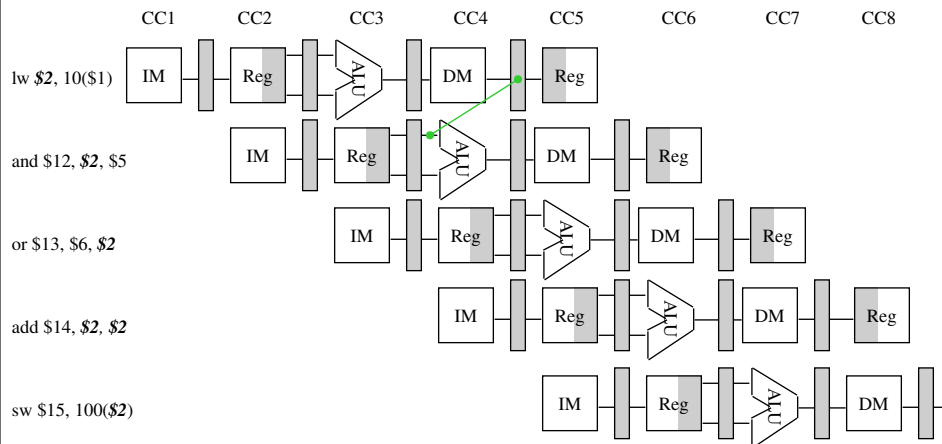 CC1 CC2 CC3 CC4 CC5 CC6 CC7 CC8
lw $2, 10($1) IM Reg ALU DM Reg
and $12, $2, $5 IM Reg ALU DM Reg
or $13, $6, $2 IM Reg ALU DM Reg
add $14, $2, $2 IM Reg ALU DM Reg
sw $15, 100($2) IM Reg ALU DM